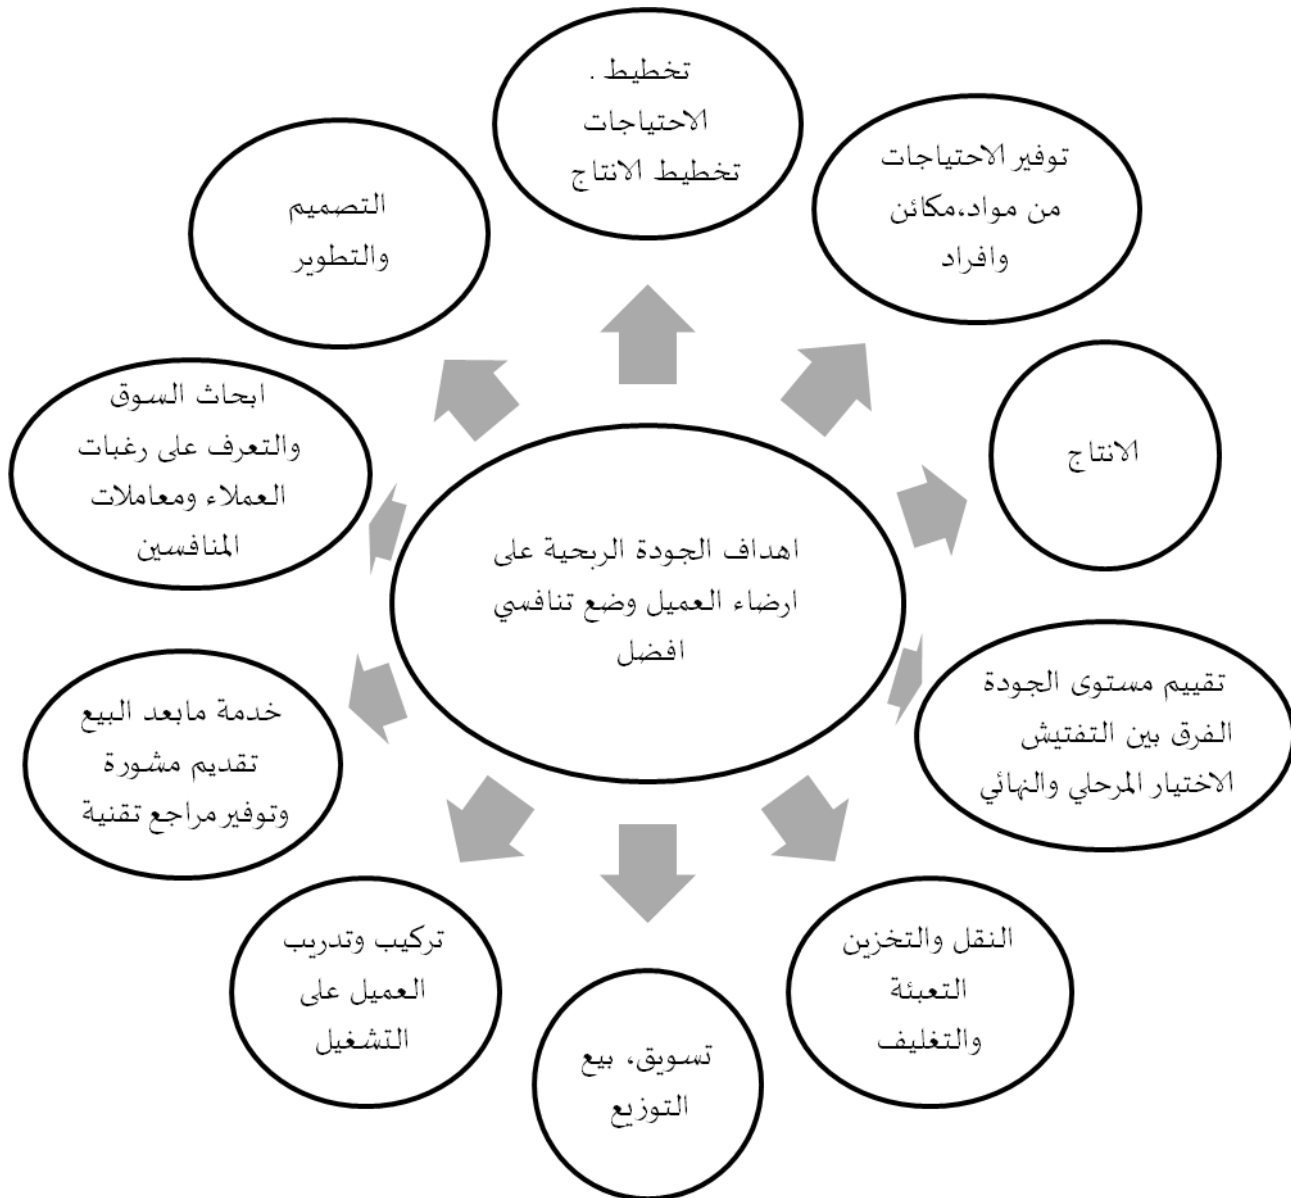 تخطيط .
الاحتياجات
تخطيط الانتاج
توفير الاحتياجات
من مواد،مكائن
وافراد
الانتاج
تقييم مستوى الجودة
الفرق بين التفتيش
الاختيار المرحلي والنهائي
النقل والتخزين
التعبئة
والتغليف
تسويق، بيع
التوزيع
تركيب وتدريب
العميل على
التشغيل
خدمة مابعد البيع
تقديم مشورة
وتوفير مراجع تقنية
ابحاث السوق
والتعرف على رغبات
العملاء ومعاملات
المنافسين
التصميم
والتطوير
اهداف الجودة الربحية على
ارضاء العميل وضع تنافسي
افضل